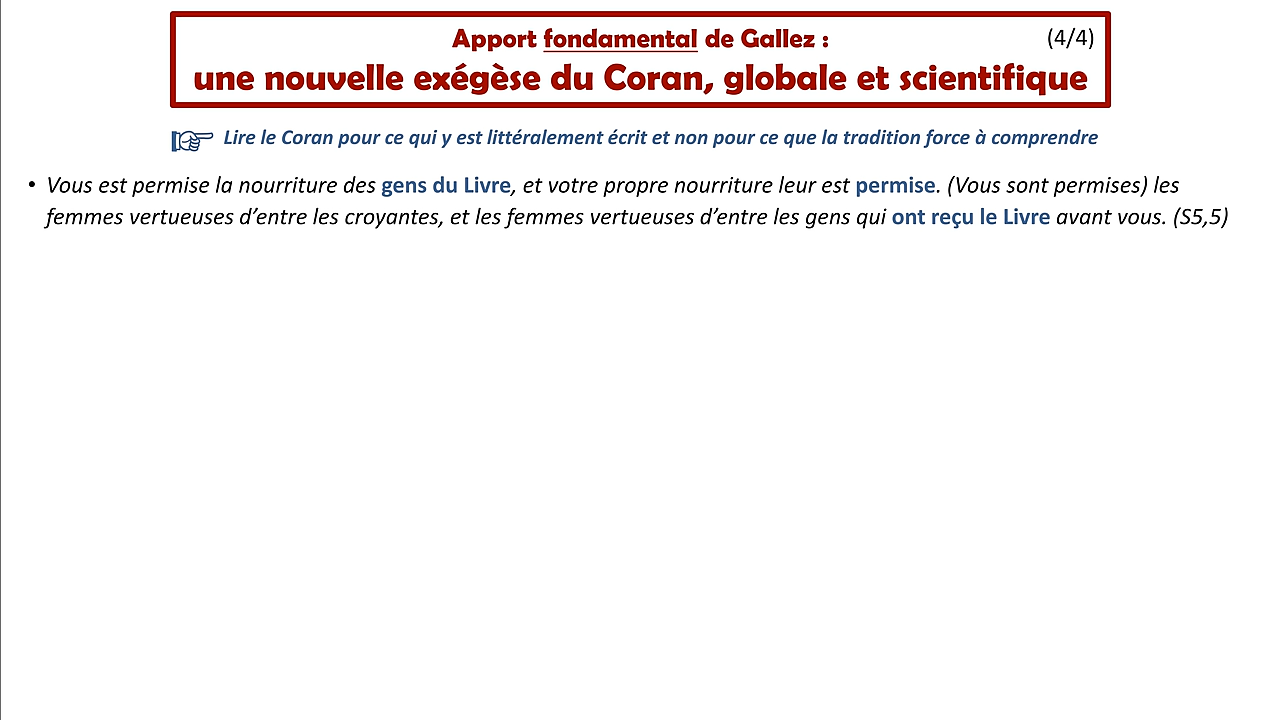 Apport fondamental de Gallez :
(4/4)
une nouvelle exégèse du Coran, globale et scientifique
Lire le Coran pour ce qui y est littéralement écrit et non pour ce que la tradition force à comprendre
• Vous est permise la nourriture des gens du Livre, et votre propre nourriture leur est permise. (Vous sont permises) les
femmes vertueuses d’entre les croyantes, et les femmes vertueuses d’entre les gens qui ont reçu le Livre avant vous. (S5,5)